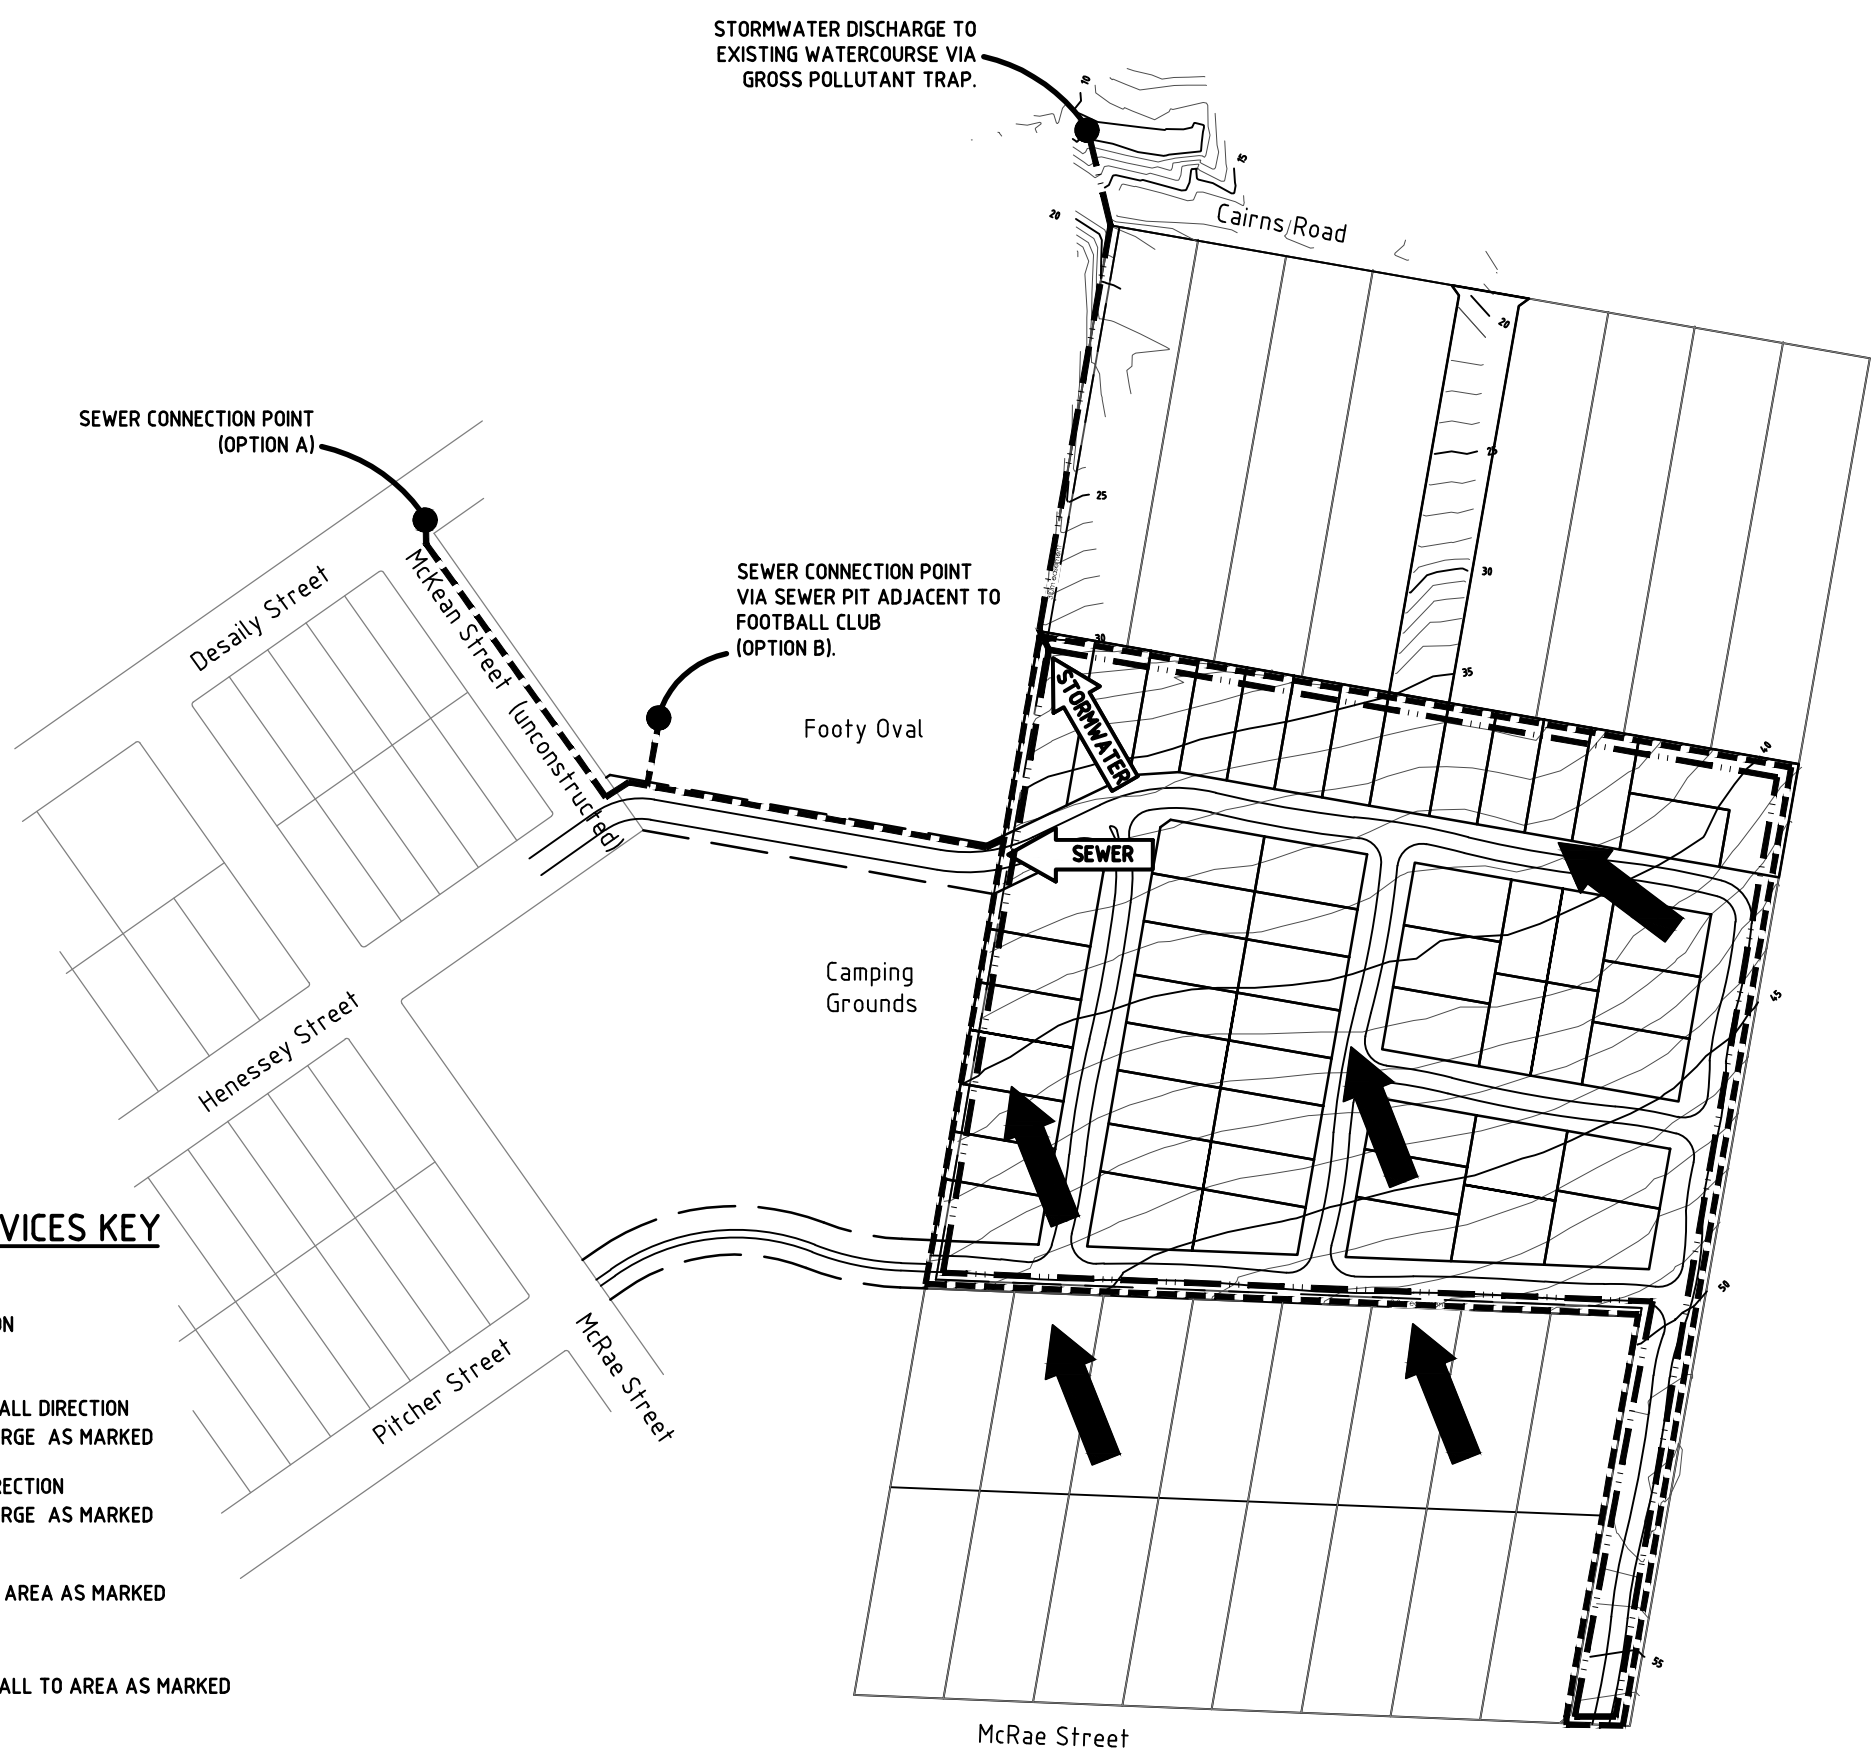 STORMWATER DISCHARGE TO
EXISTING WATERCOURSE VIA
GROSS POLLUTANT TRAP.
10
15
20
Cairns Road
20
SEWER CONNECTION POINT
(OPTION A)
25
25
SEWER CONNECTION POINT
VIA SEWER PIT ADJACENT TO
FOOTBALL CLUB
(OPTION B).
30
30
35
40
Desaily Street
McKean Street (unconstructed)
Footy Oval
STORMWATER
SEWER
Camping
Grounds
45
Henessey Street
VICES KEY
50
ON
McRae Street
Pitcher Street
ALL DIRECTION
RGE AS MARKED
RECTION
RGE AS MARKED
AREA AS MARKED
55
ALL TO AREA AS MARKED
McRae Street